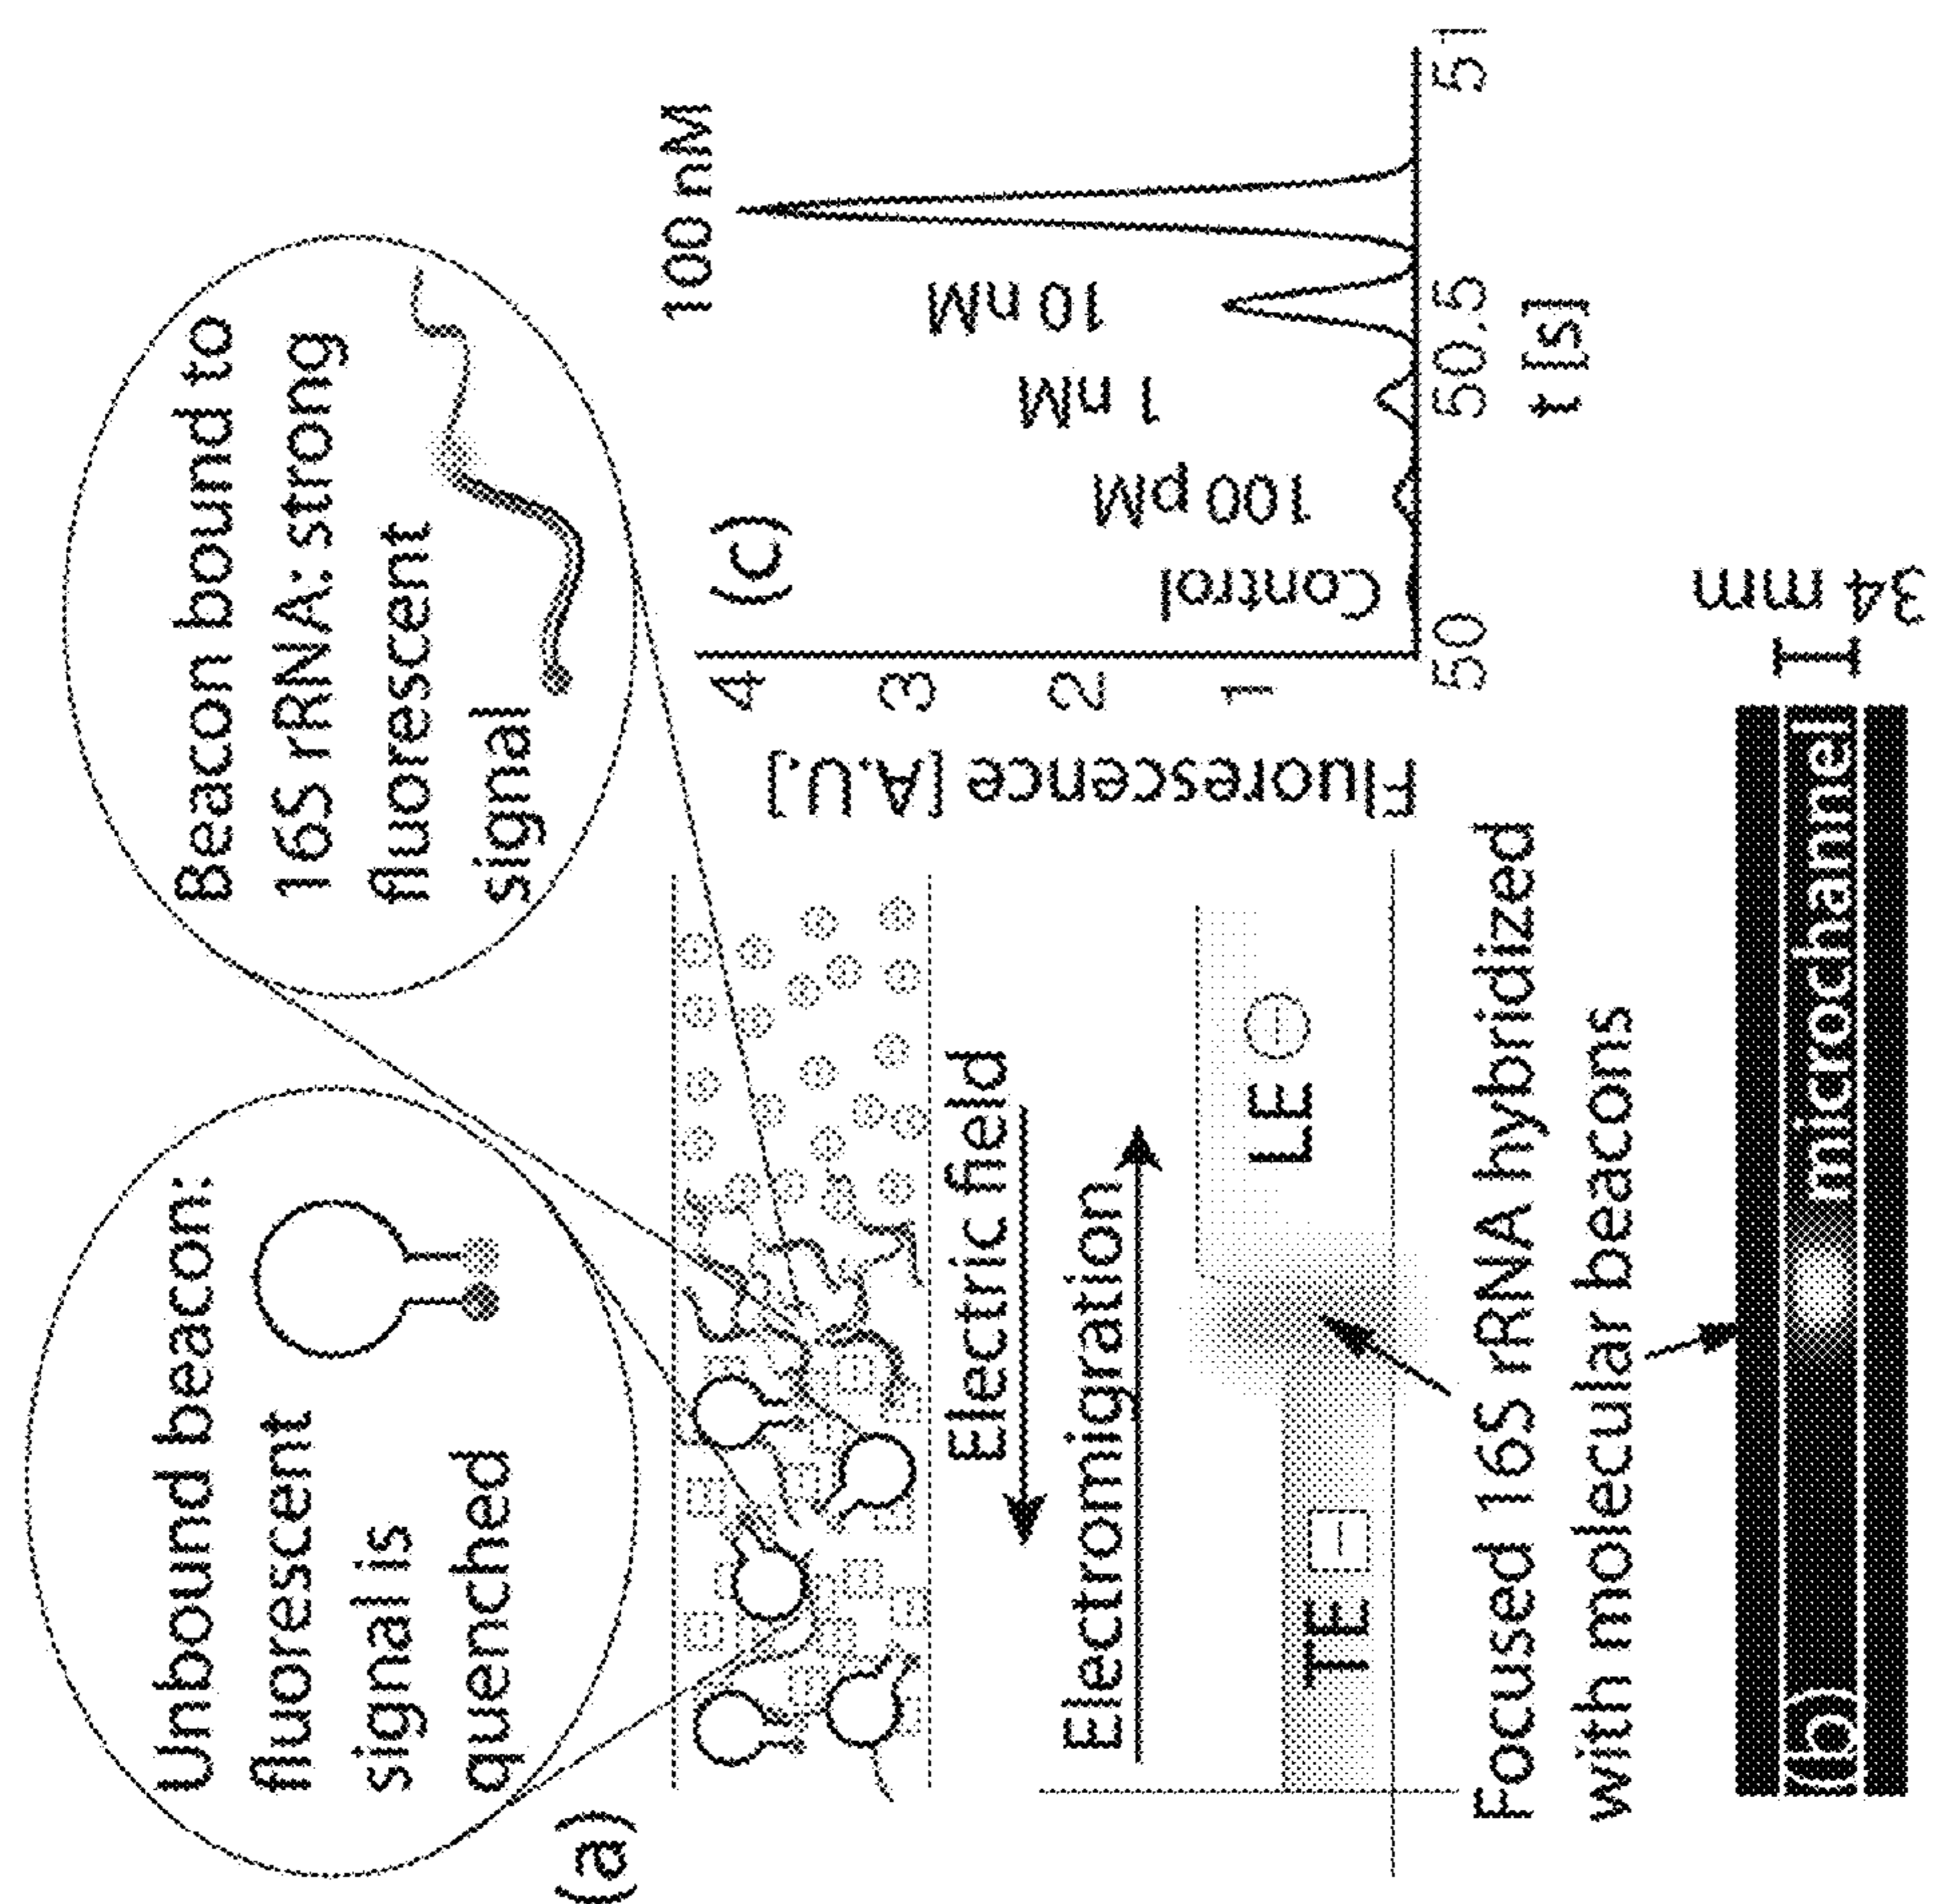 (a)
Unbound beacon:
fluorescent
signal is
quenched
Beacon bound to
16S rRNA: strong
fluorescent
signal
Electric field
Electromigration
TE
LE
Focused 16S rRNA hybridized
with molecular beacons
(b)
microchannel
34 mm
(c)
Fluorescence [A.U.]
4
3
2
1
Control
100 pM
1 nM
10 nM
100 nM
50
50.5
51
t [s]